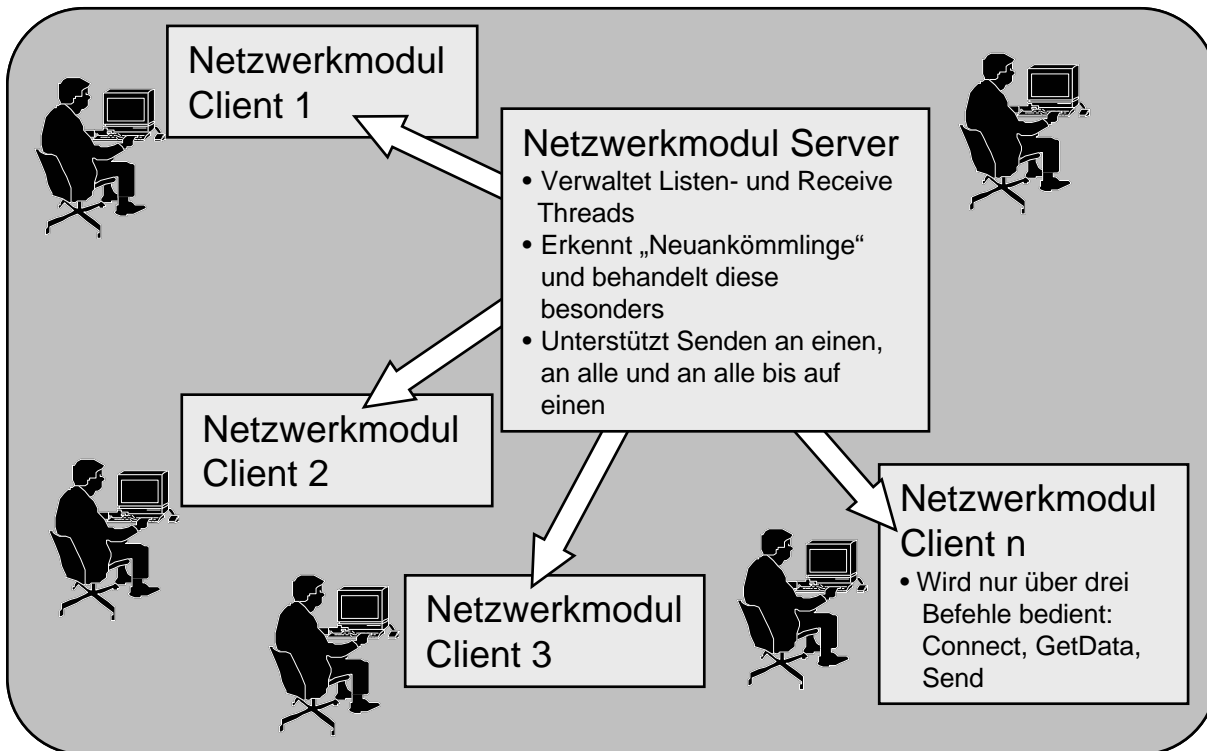 Netzwerkmodul
Client 1
Netzwerkmodul Server
• Verwaltet Listen- und Receive
Threads
• Erkennt „Neuankömmlinge“
und behandelt diese
besonders
• Unterstützt Senden an einen,
an alle und an alle bis auf
einen
Netzwerkmodul
Client 2
Netzwerkmodul
Client 3
Netzwerkmodul
Client n
• Wird nur über drei
Befehle bedient:
Connect, GetData,
Send